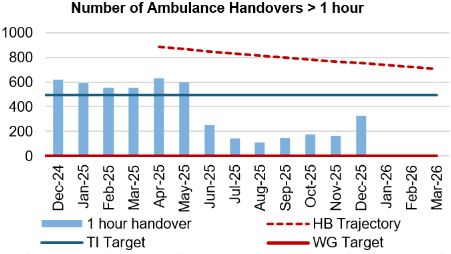 Number of Ambulance Handovers > 1 hour
1000
800
600
400
200
0
Dec-24
Jan-25
Feb-25
Mar-25
Apr-25
May-25
Jun-25
Jul-25
Aug-25
Sep-25
Oct-25
Nov-25
Dec-25
Jan-26
Feb-26
Mar-26
1 hour handover
HB Trajectory
TI Target
WG Target